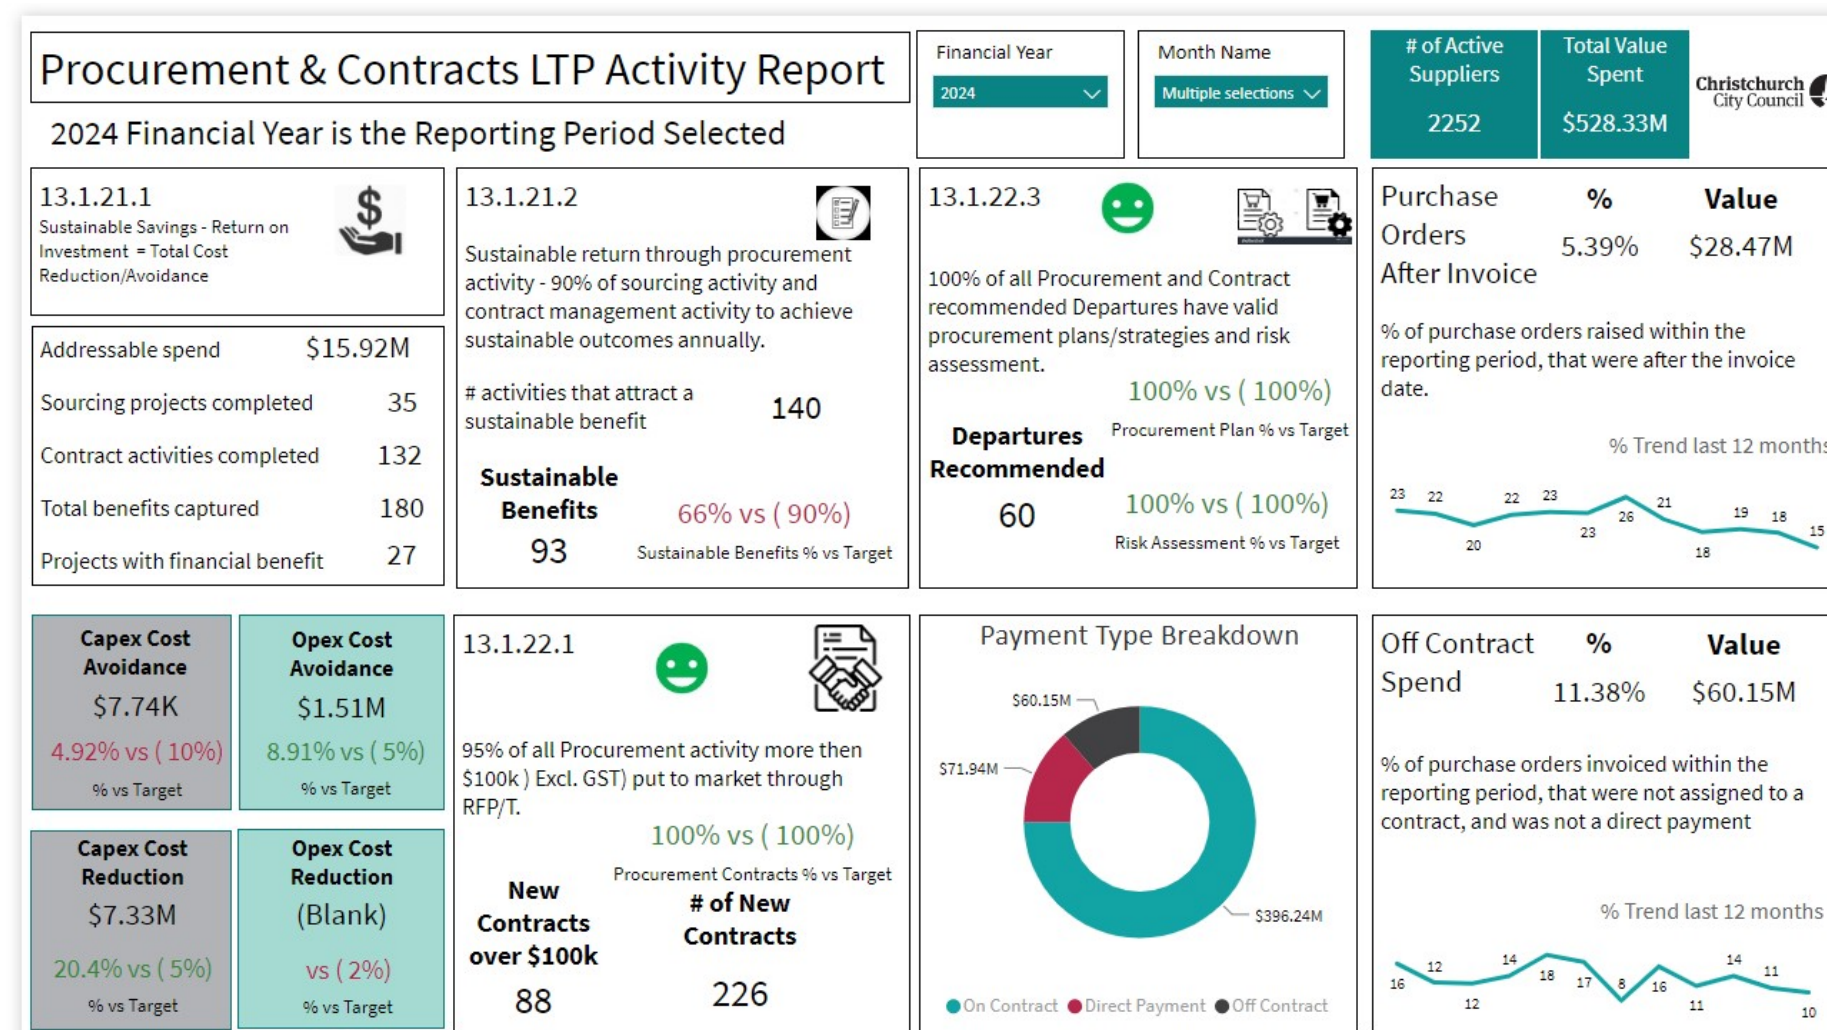 Procurement & Contracts LTP Activity Report
2024 Financial Year is the Reporting Period Selected
Financial Year
2024
Month Name
Multiple selections
# of Active
Suppliers
2252
Total Value
Spent
$528.33M
Christchurch
City Council
13.1.21.1
Sustainable Savings - Return on
Investment = Total Cost
Reduction/Avoidance
Addressable spend $15.92M
Sourcing projects completed 35
Contract activities completed 132
Total benefits captured 180
Projects with financial benefit 27
13.1.21.2
Sustainable return through procurement
activity - 90% of sourcing activity and
contract management activity to achieve
sustainable outcomes annually.
# activities that attract a
sustainable benefit
140
Sustainable
Benefits
93
66% vs ( 90%)
Sustainable Benefits % vs Target
13.1.22.3
100% of all Procurement and Contract
recommended Departures have valid
procurement plans/strategies and risk
assessment.
100% vs ( 100%)
Procurement Plan % vs Target
Departures
Recommended
60
100% vs ( 100%)
Risk Assessment % vs Target
Purchase
Orders
After Invoice
%
5.39%
Value
$28.47M
% of purchase orders raised within the
reporting period, that were after the invoice
date.
% Trend last 12 months
23 22 20 22 23 23 26 21 18 19 18 15
Capex Cost
Avoidance
$7.74K
4.92% vs ( 10%)
% vs Target
Opex Cost
Avoidance
$1.51M
8.91% vs ( 5%)
% vs Target
Capex Cost
Reduction
$7.33M
20.4% vs ( 5%)
% vs Target
Opex Cost
Reduction
(Blank)
vs ( 2%)
% vs Target
13.1.22.1
95% of all Procurement activity more then
$100k ) Excl. GST) put to market through
RFP/T.
100% vs ( 100%)
Procurement Contracts % vs Target
New
Contracts
over $100k
88
# of New
Contracts
226
Payment Type Breakdown
$60.15M
$71.94M
$396.24M
On Contract Direct Payment Off Contract
Off Contract
Spend
%
11.38%
Value
$60.15M
% of purchase orders invoiced within the
reporting period, that were not assigned to a
contract, and was not a direct payment
% Trend last 12 months
16 12 12 14 18 17 8 16 11 14 11 10